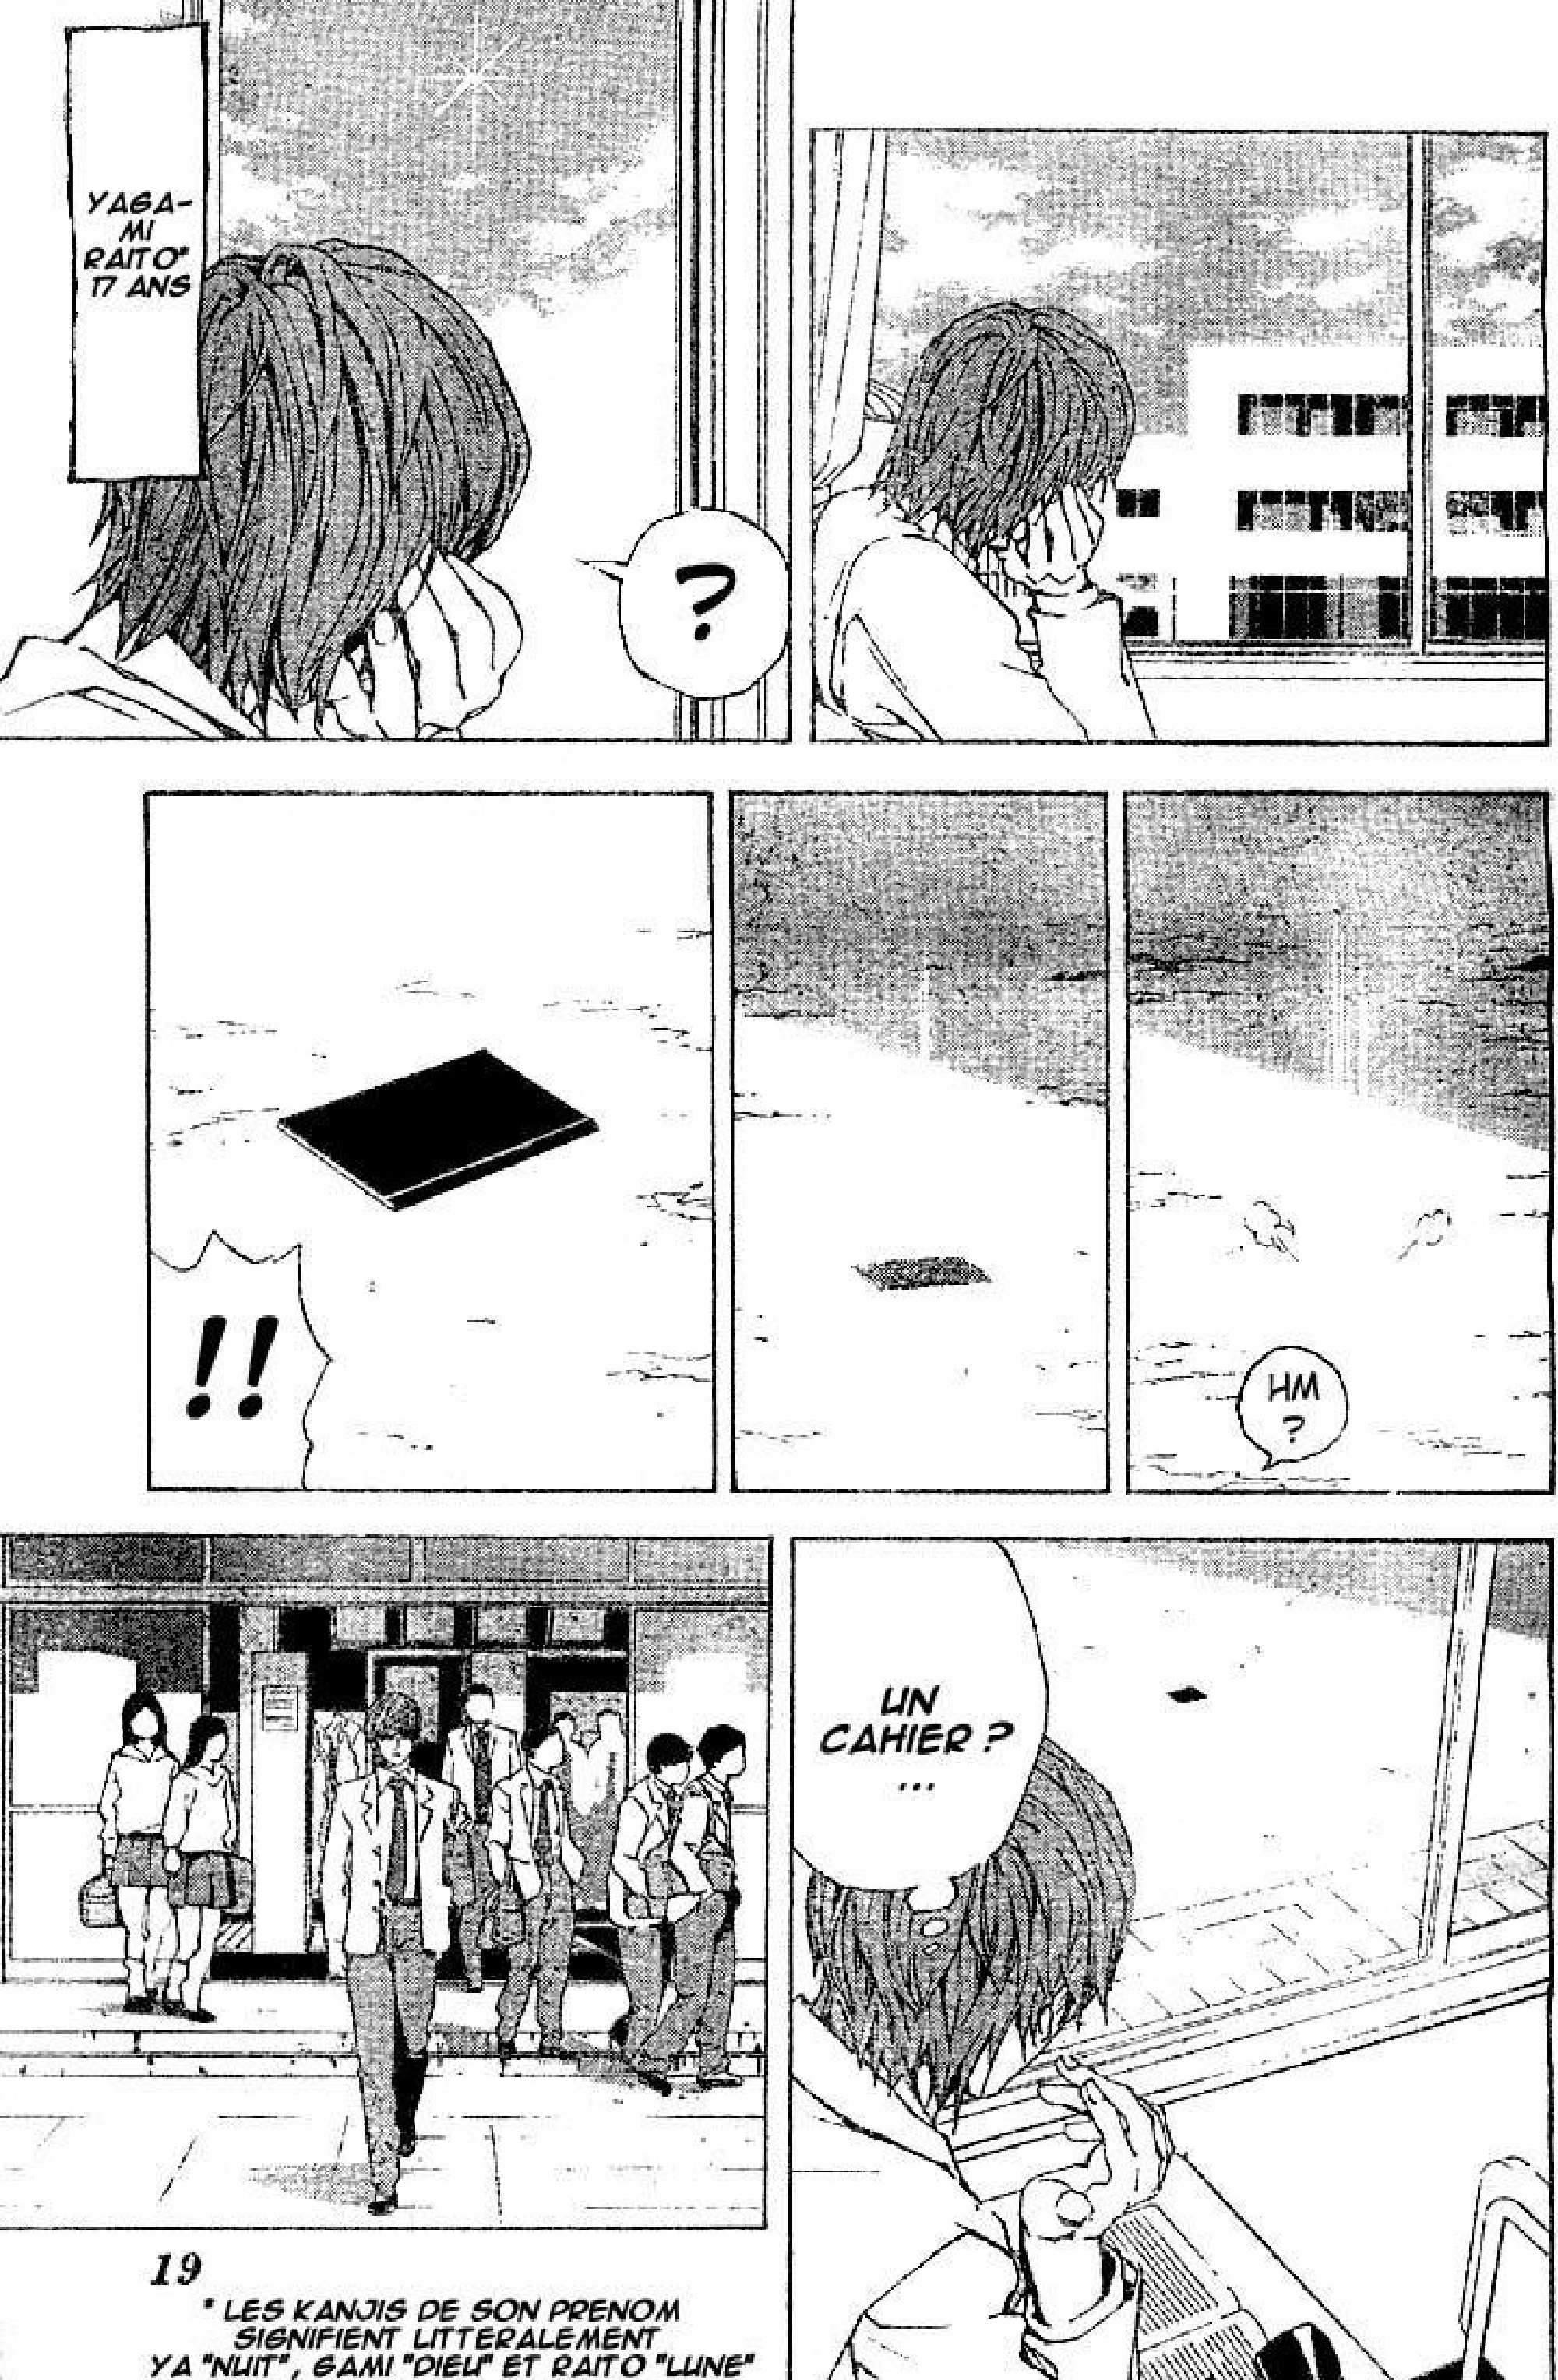 YAGA-
MI
RAITO*
17 ANS
?
HM
?
!!
UN
CAHIER ?
...
19
* LES KANJIS DE SON PRENOM
SIGNIFIENT LITTERALEMENT
YA "NUIT", GAMI "DIEU" ET RAITO "LUNE"